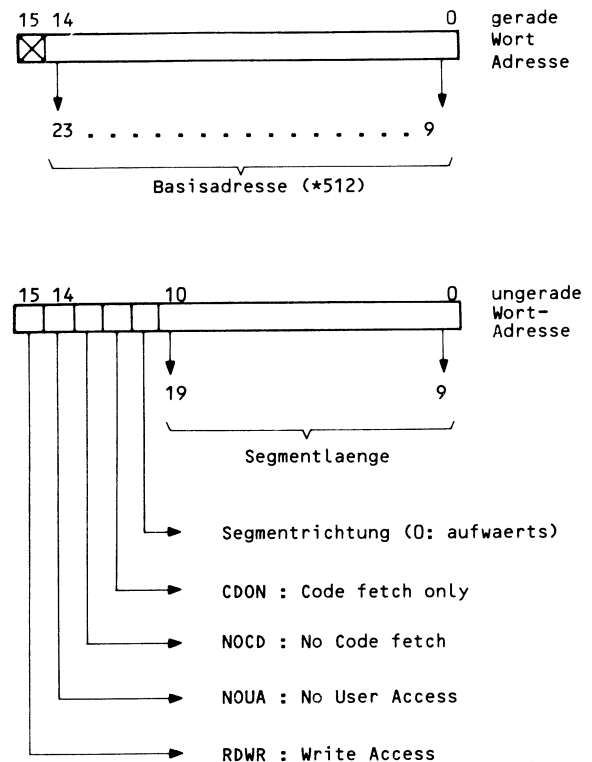 15 14 0 gerade
Wort
Adresse
23 . . . . . . . . . . . . . . . 9
Basisadresse (*512)
15 14 10 0 ungerade
Wort-
Adresse
19 9
Segmentlaenge
Segmentrichtung (0: aufwaerts)
CDON : Code fetch only
NOCD : No Code fetch
NOUA : No User Access
RDWR : Write Access